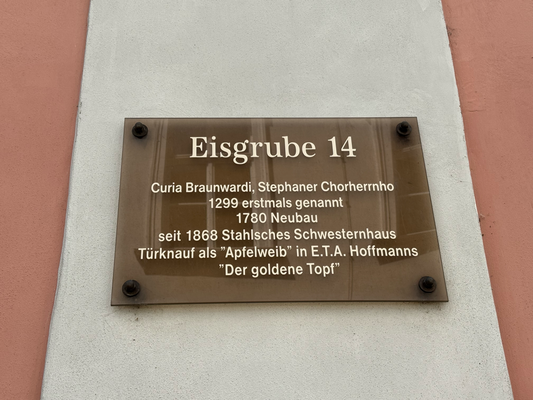 Eisgrube 14
Curia Braunwardi, Stephaner Chorherrnho
1299 erstmals genannt
1780 Neubau
seit 1868 Stahlsches Schwesternhaus
Türknauf als "Apfelweib" in E.T.A. Hoffmanns
"Der goldene Topf"